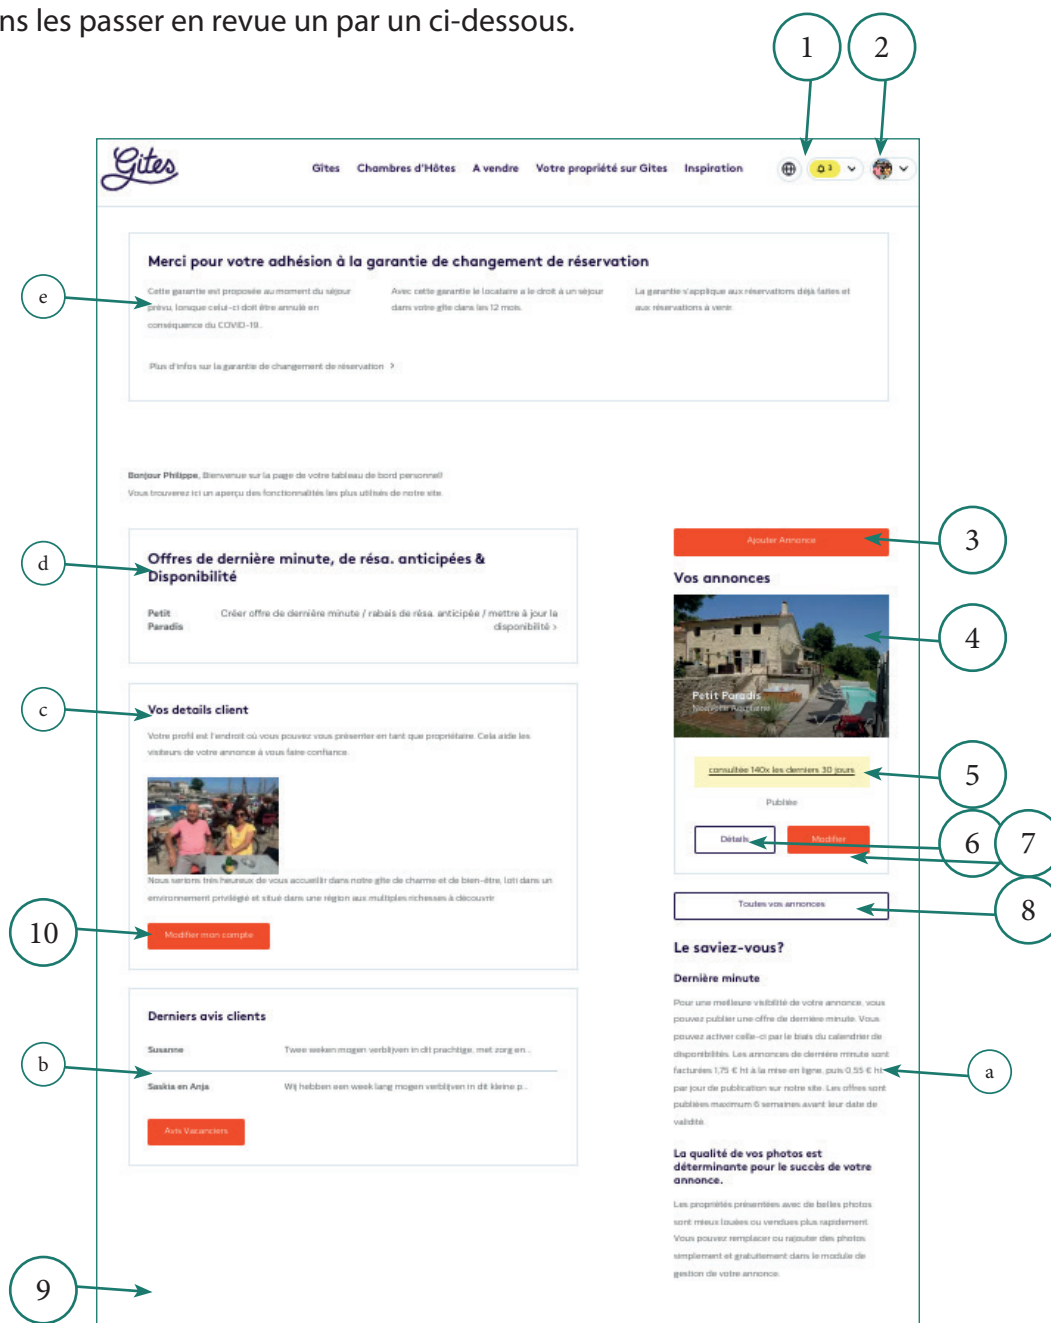 ns les passer en revue un par un ci-dessous.
1
2
Gites
Gîtes Chambres d'Hôtes A vendre Votre propriété sur Gites Inspiration
3
Merci pour votre adhésion à la garantie de changement de réservation
e
Cette garantie est proposée au moment du séjour
prévu, lorsque celui-ci doit être annulé en
conséquence du COVID-19.
Avec cette garantie le locataire a le droit à un séjour
dans votre gîte dans les 12 mois.
La garantie s'applique aux réservations déjà faites et
aux réservations à venir.
Plus d'infos sur la garantie de changement de réservation >
Bonjour Philippe, Bienvenue sur la page de votre tableau de bord personnel!
Vous trouverez ici un aperçu des fonctionnalités les plus utilisés de notre site.
d
Offres de dernière minute, de résa. anticipées &
Disponibilité
Petit
Paradis
Créer offre de dernière minute / rabais de résa. anticipée / mettre à jour la
disponibilité >
c
Vos details client
Votre profil est l'endroit où vous pouvez vous présenter en tant que propriétaire. Cela aide les
visiteurs de votre annonce à vous faire confiance.
Nous serions très heureux de vous accueillir dans notre gîte de charme et de bien-être, loti dans un
environnement privilégié et situé dans une région aux multiples richesses à découvrir
10
Modifier mon compte
Derniers avis clients
Susanne Twee weken mogen verblijven in dit prachtige, met zorg en...
b
Saskia en Anja Wij hebben een week lang mogen verblijven in dit kleine p...
Avis Vacanciers
9
Ajouter Annonce
3
Vos annonces
4
Petit Paradis
Nouvelle Aquitaine
consultée 140x les derniers 30 jours
5
Publiée
Détails
Modifier
6
7
Toutes vos annonces
8
Le saviez-vous?
Dernière minute
Pour une meilleure visibilité de votre annonce, vous
pouvez publier une offre de dernière minute. Vous
pouvez activer celle-ci par le biais du calendrier de
disponibilités. Les annonces de dernière minute sont
facturées 1,75 € ht à la mise en ligne, puis 0,55 € ht
par jour de publication sur notre site. Les offres sont
publiées maximum 6 semaines avant leur date de
validité.
a
La qualité de vos photos est
déterminante pour le succès de votre
annonce.
Les propriétés présentées avec de belles photos
sont mieux louées ou vendues plus rapidement.
Vous pouvez remplacer ou rajouter des photos
simplement et gratuitement dans le module de
gestion de votre annonce.